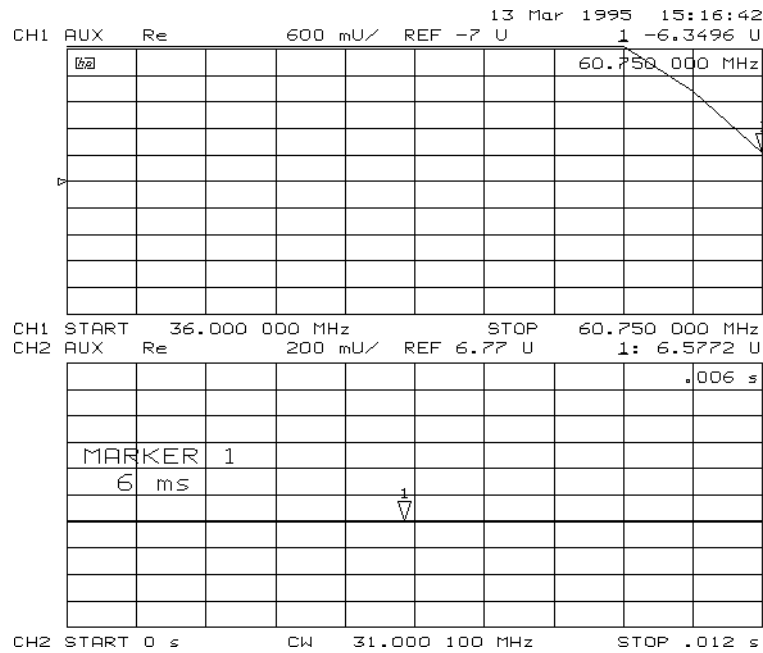 13 Mar 1995 15:16:42
CH1 AUX Re 600 mU/ REF -7 U 1 -6.3496 U
hp 60.750 000 MHz
1
CH1 START 36.000 000 MHz STOP 60.750 000 MHz
CH2 AUX Re 200 mU/ REF 6.77 U 1: 6.5772 U
.006 s
MARKER 1
6 ms
1
CH2 START 0 s CW 31.000 100 MHz STOP .012 s